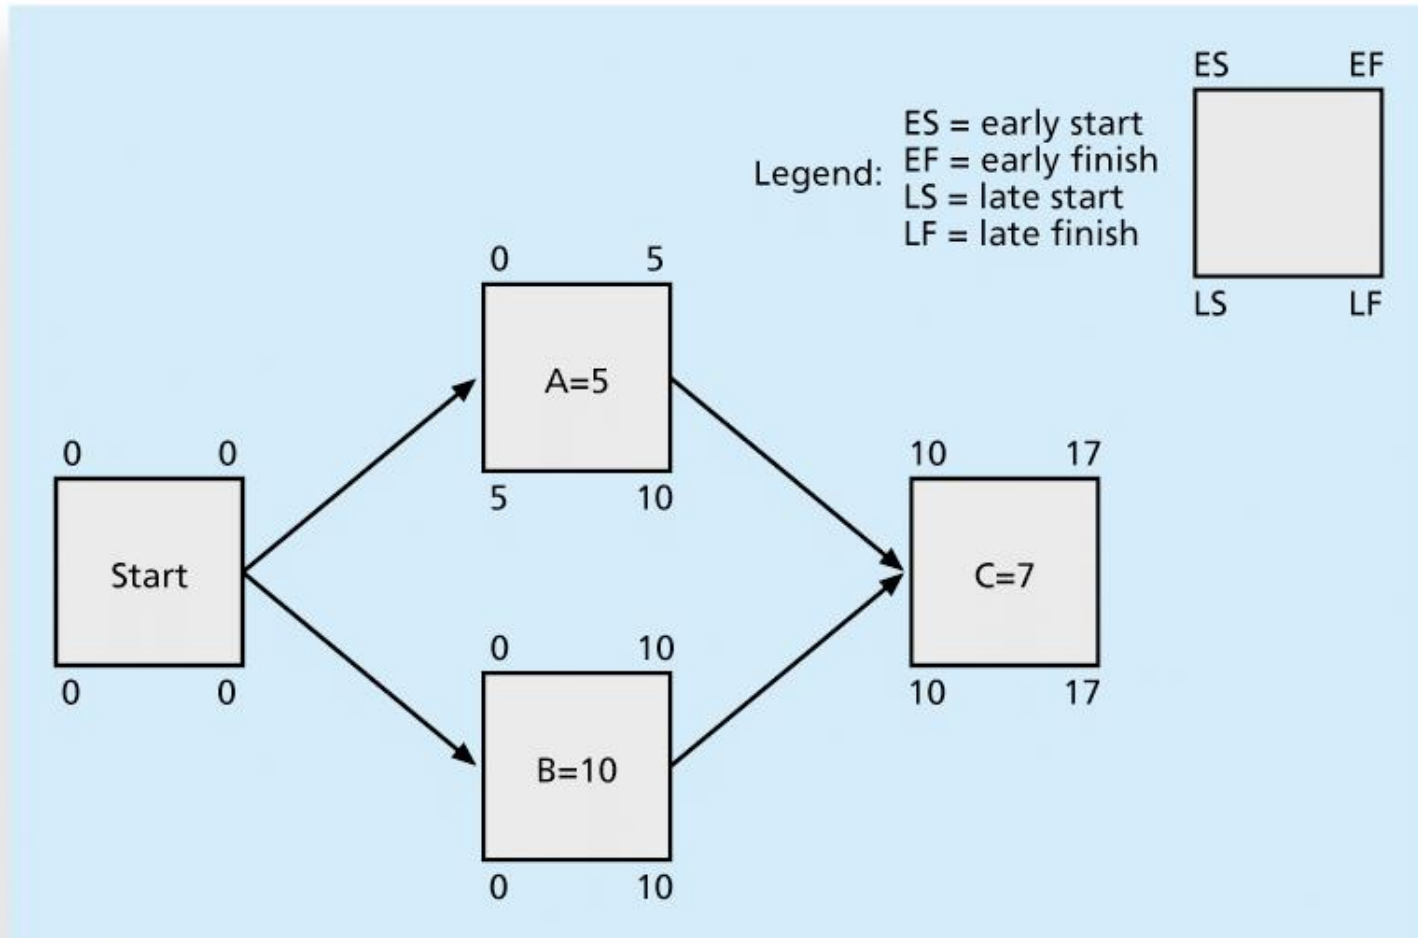 ES EF
Legend:
ES = early start
EF = early finish
LS = late start
LF = late finish
LS LF
0 5
A=5
5 10
0 0
Start
0 0
10 17
C=7
10 17
0 10
B=10
0 10